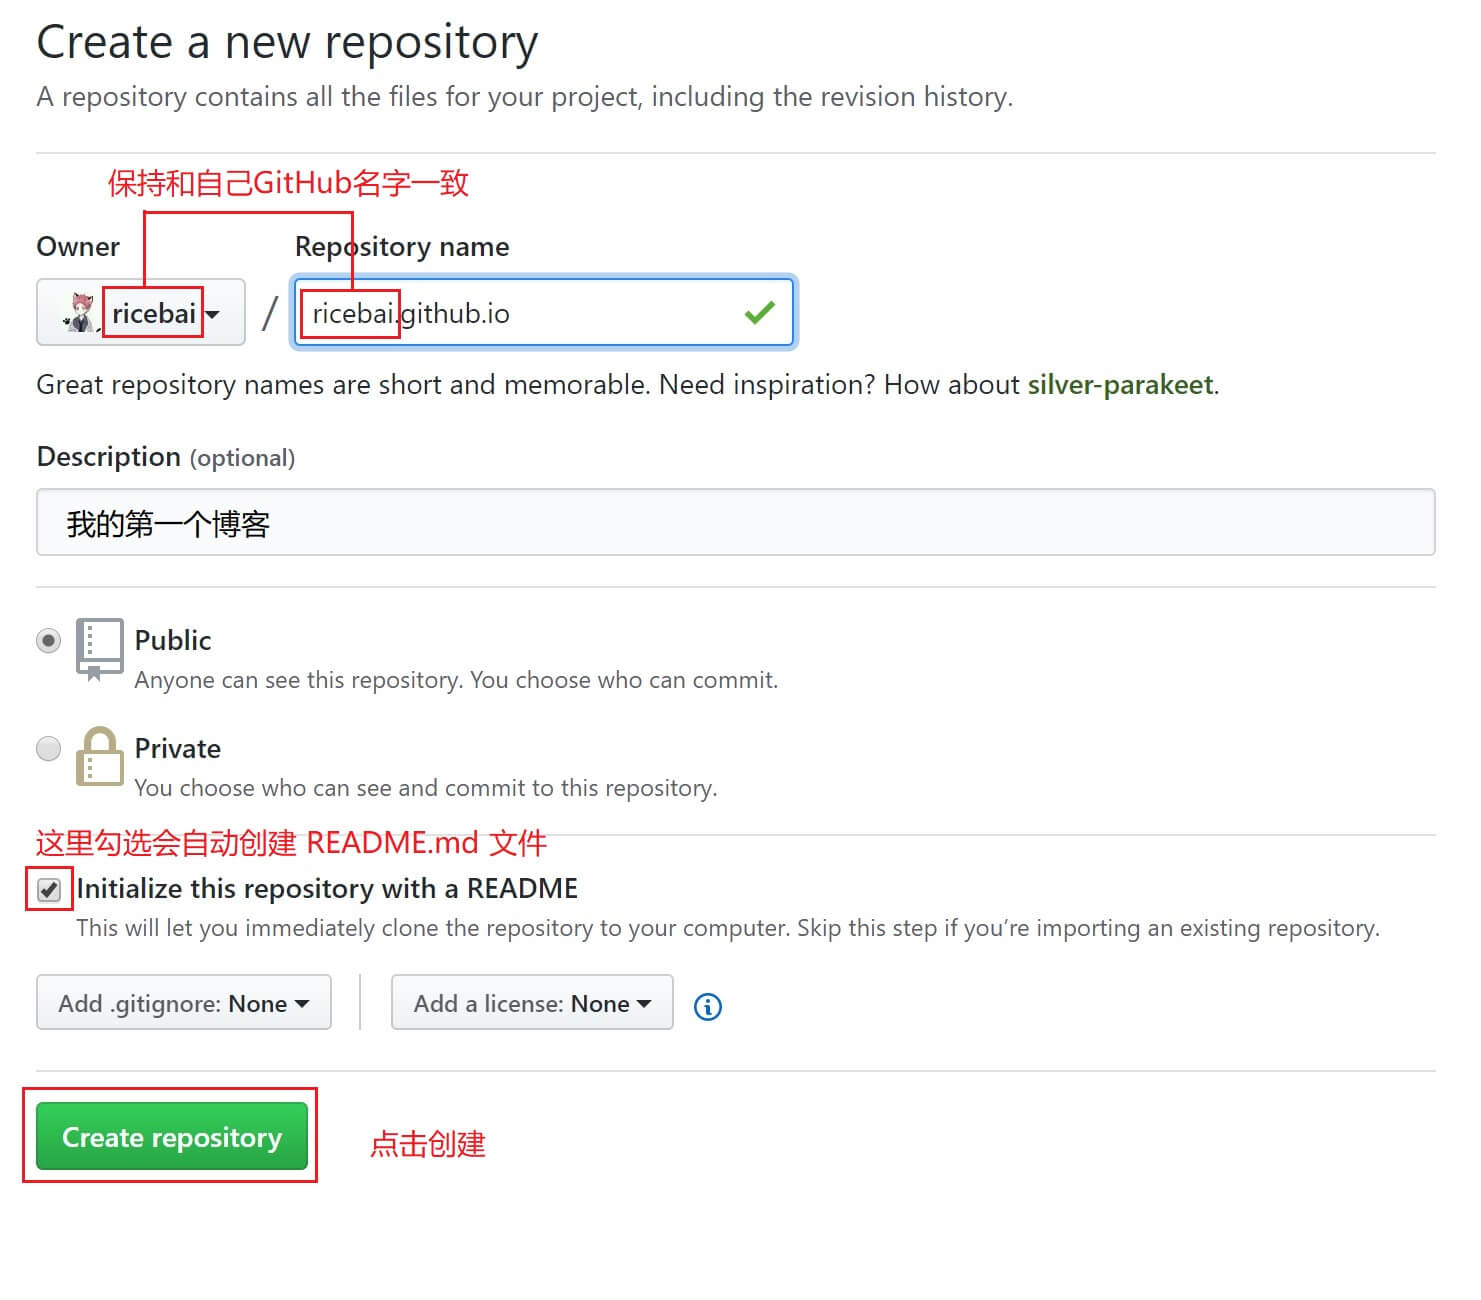 Create a new repository
A repository contains all the files for your project, including the revision history.
保持和自己GitHub名字一致
Owner Repository name
ricebai / ricebai.github.io
Great repository names are short and memorable. Need inspiration? How about silver-parakeet.
Description (optional)
我的第一个博客
Public
Anyone can see this repository. You choose who can commit.
Private
You choose who can see and commit to this repository.
这里勾选会自动创建 README.md 文件
Initialize this repository with a README
This will let you immediately clone the repository to your computer. Skip this step if you’re importing an existing repository.
Add .gitignore: None Add a license: None
Create repository 点击创建